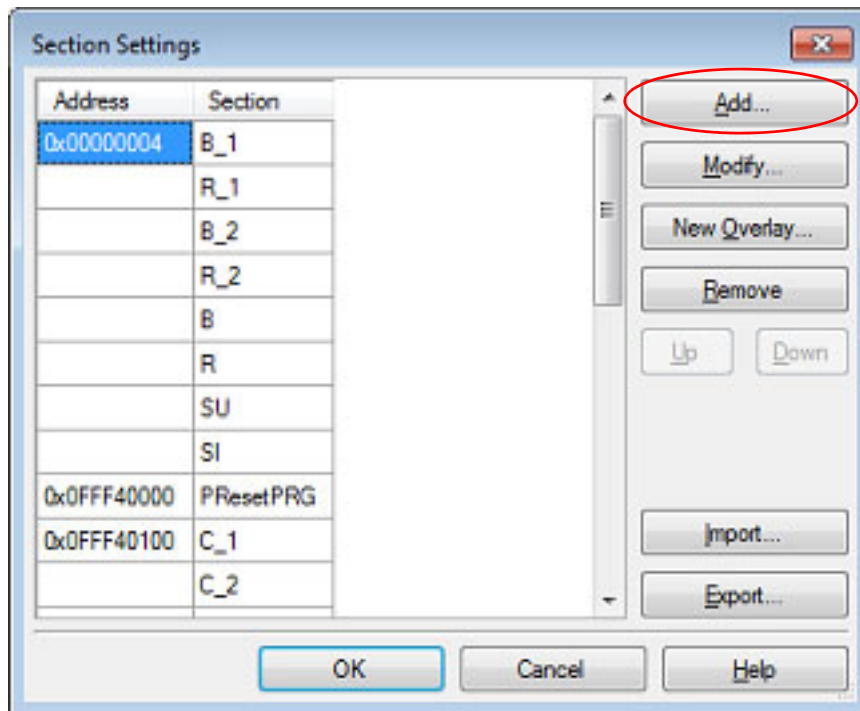 Section Settings
Address Section
0x00000004 B_1
R_1
B_2
R_2
B
R
SU
SI
0x0FFF40000 PResetPRG
0x0FFF40100 C_1
C_2
Add...
Modify...
New Overlay...
Remove
Up Down
Import...
Export...
OK Cancel Help